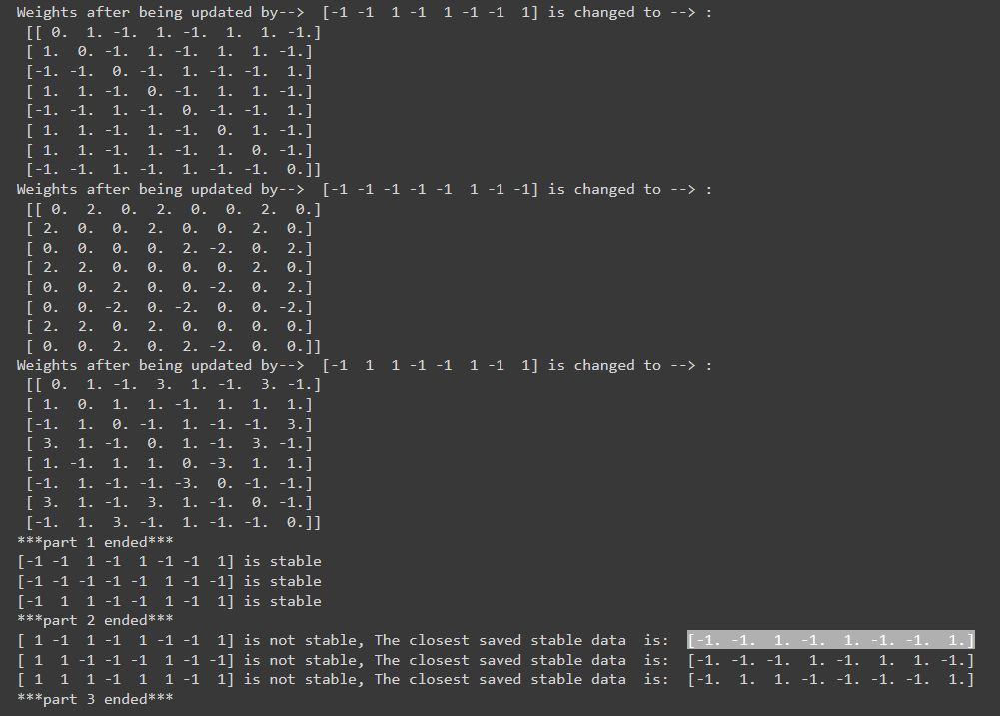 Weights after being updated by-->  [-1 -1  1 -1  1 -1 -1  1] is changed to --> :
 [[ 0.  1. -1.  1. -1.  1.  1. -1.]
 [ 1.  0. -1.  1. -1.  1.  1. -1.]
 [-1. -1.  0. -1.  1. -1. -1.  1.]
 [ 1.  1. -1.  0. -1.  1.  1. -1.]
 [-1. -1.  1. -1.  0. -1. -1.  1.]
 [ 1.  1. -1.  1. -1.  0.  1. -1.]
 [ 1.  1. -1.  1. -1.  1.  0. -1.]
 [-1. -1.  1. -1.  1. -1. -1.  0.]]
Weights after being updated by-->  [-1 -1 -1 -1 -1  1 -1 -1] is changed to --> :
 [[ 0.  2.  0.  2.  0.  0.  2.  0.]
 [ 2.  0.  0.  2.  0.  0.  2.  0.]
 [ 0.  0.  0.  0.  2. -2.  0.  2.]
 [ 2.  2.  0.  0.  0.  0.  2.  0.]
 [ 0.  0.  2.  0.  0. -2.  0.  2.]
 [ 0.  0. -2.  0. -2.  0.  0. -2.]
 [ 2.  2.  0.  2.  0.  0.  0.  0.]
 [ 0.  0.  2.  0.  2. -2.  0.  0.]]
Weights after being updated by-->  [-1  1  1 -1 -1  1 -1  1] is changed to --> :
 [[ 0.  1. -1.  3.  1. -1.  3. -1.]
 [ 1.  0.  1.  1. -1.  1.  1.  1.]
 [-1.  1.  0. -1.  1. -1. -1.  3.]
 [ 3.  1. -1.  0.  1. -1.  3. -1.]
 [ 1. -1.  1.  1.  0. -3.  1.  1.]
 [-1.  1. -1. -1. -3.  0. -1. -1.]
 [ 3.  1. -1.  3.  1. -1.  0. -1.]
 [-1.  1.  3. -1.  1. -1. -1.  0.]]
***part 1 ended***
[-1 -1  1 -1  1 -1 -1  1] is stable
[-1 -1 -1 -1 -1  1 -1 -1] is stable
[-1  1  1 -1 -1  1 -1  1] is stable
***part 2 ended***
[ 1 -1  1 -1  1 -1 -1  1] is not stable, The closest saved stable data  is:  [-1. -1.  1. -1.  1. -1. -1.  1.]
[ 1  1 -1 -1 -1  1 -1 -1] is not stable, The closest saved stable data  is:  [-1. -1. -1.  1. -1.  1.  1. -1.]
[ 1  1  1 -1  1  1 -1  1] is not stable, The closest saved stable data  is:  [-1.  1.  1. -1. -1. -1. -1.  1.]
***part 3 ended***